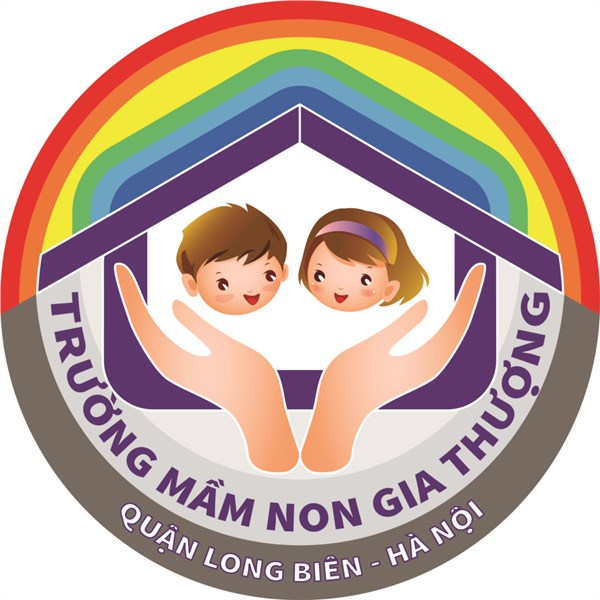 TRƯỜNG MẦM NON GIA THƯỢNG
QUẬN LONG BIÊN - HÀ NỘI